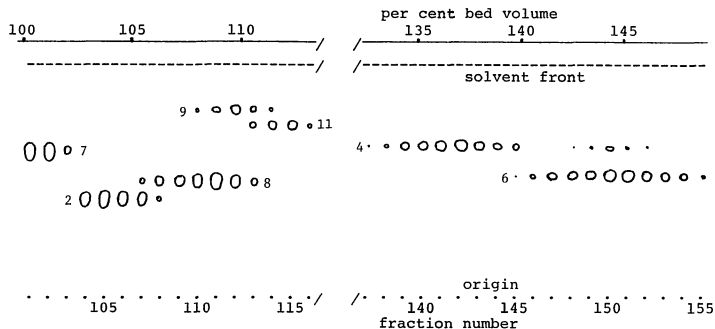 per cent bed volume
100 105 110 135 140 145
solvent front
9
11
7
4
8
6
2
origin
105 110 115 140 145 150 155
fraction number